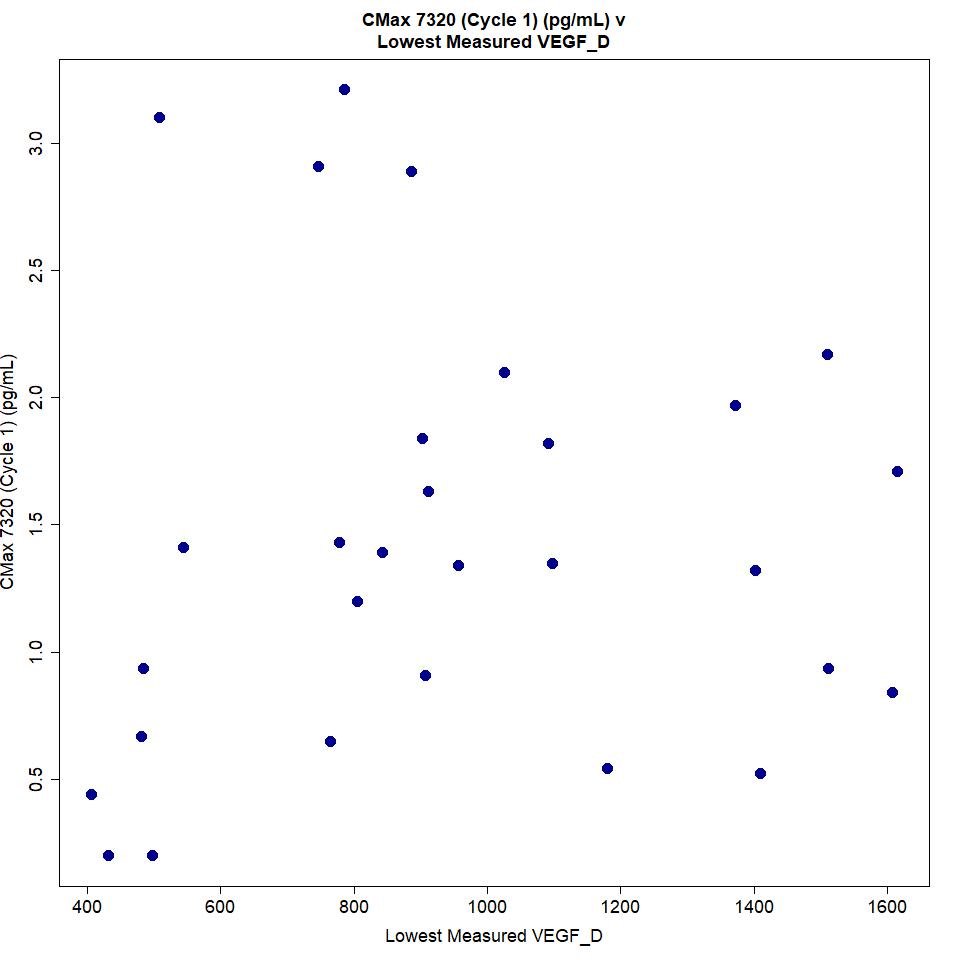 CMax 7320 (Cycle 1) (pg/mL) v
Lowest Measured VEGF_D
CMax 7320 (Cycle 1) (pg/mL)
3.0
2.5
2.0
1.5
1.0
0.5
400 600 800 1000 1200 1400 1600
Lowest Measured VEGF_D